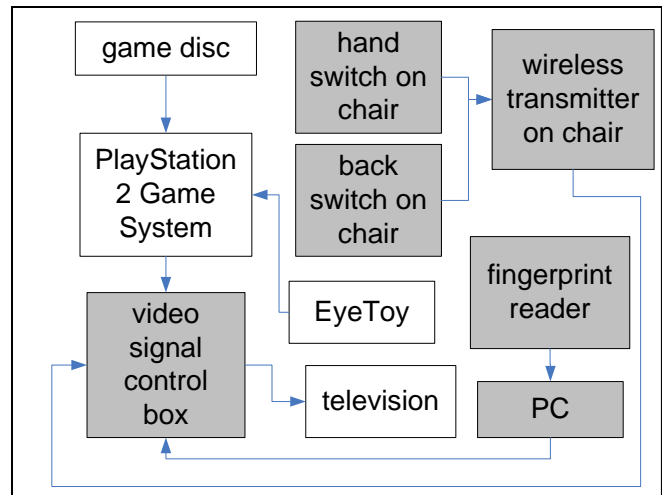 game disc
hand
switch on
chair
wireless
transmitter
on chair
PlayStation
2 Game
System
back
switch on
chair
fingerprint
reader
EyeToy
video
signal
control
box
television
PC